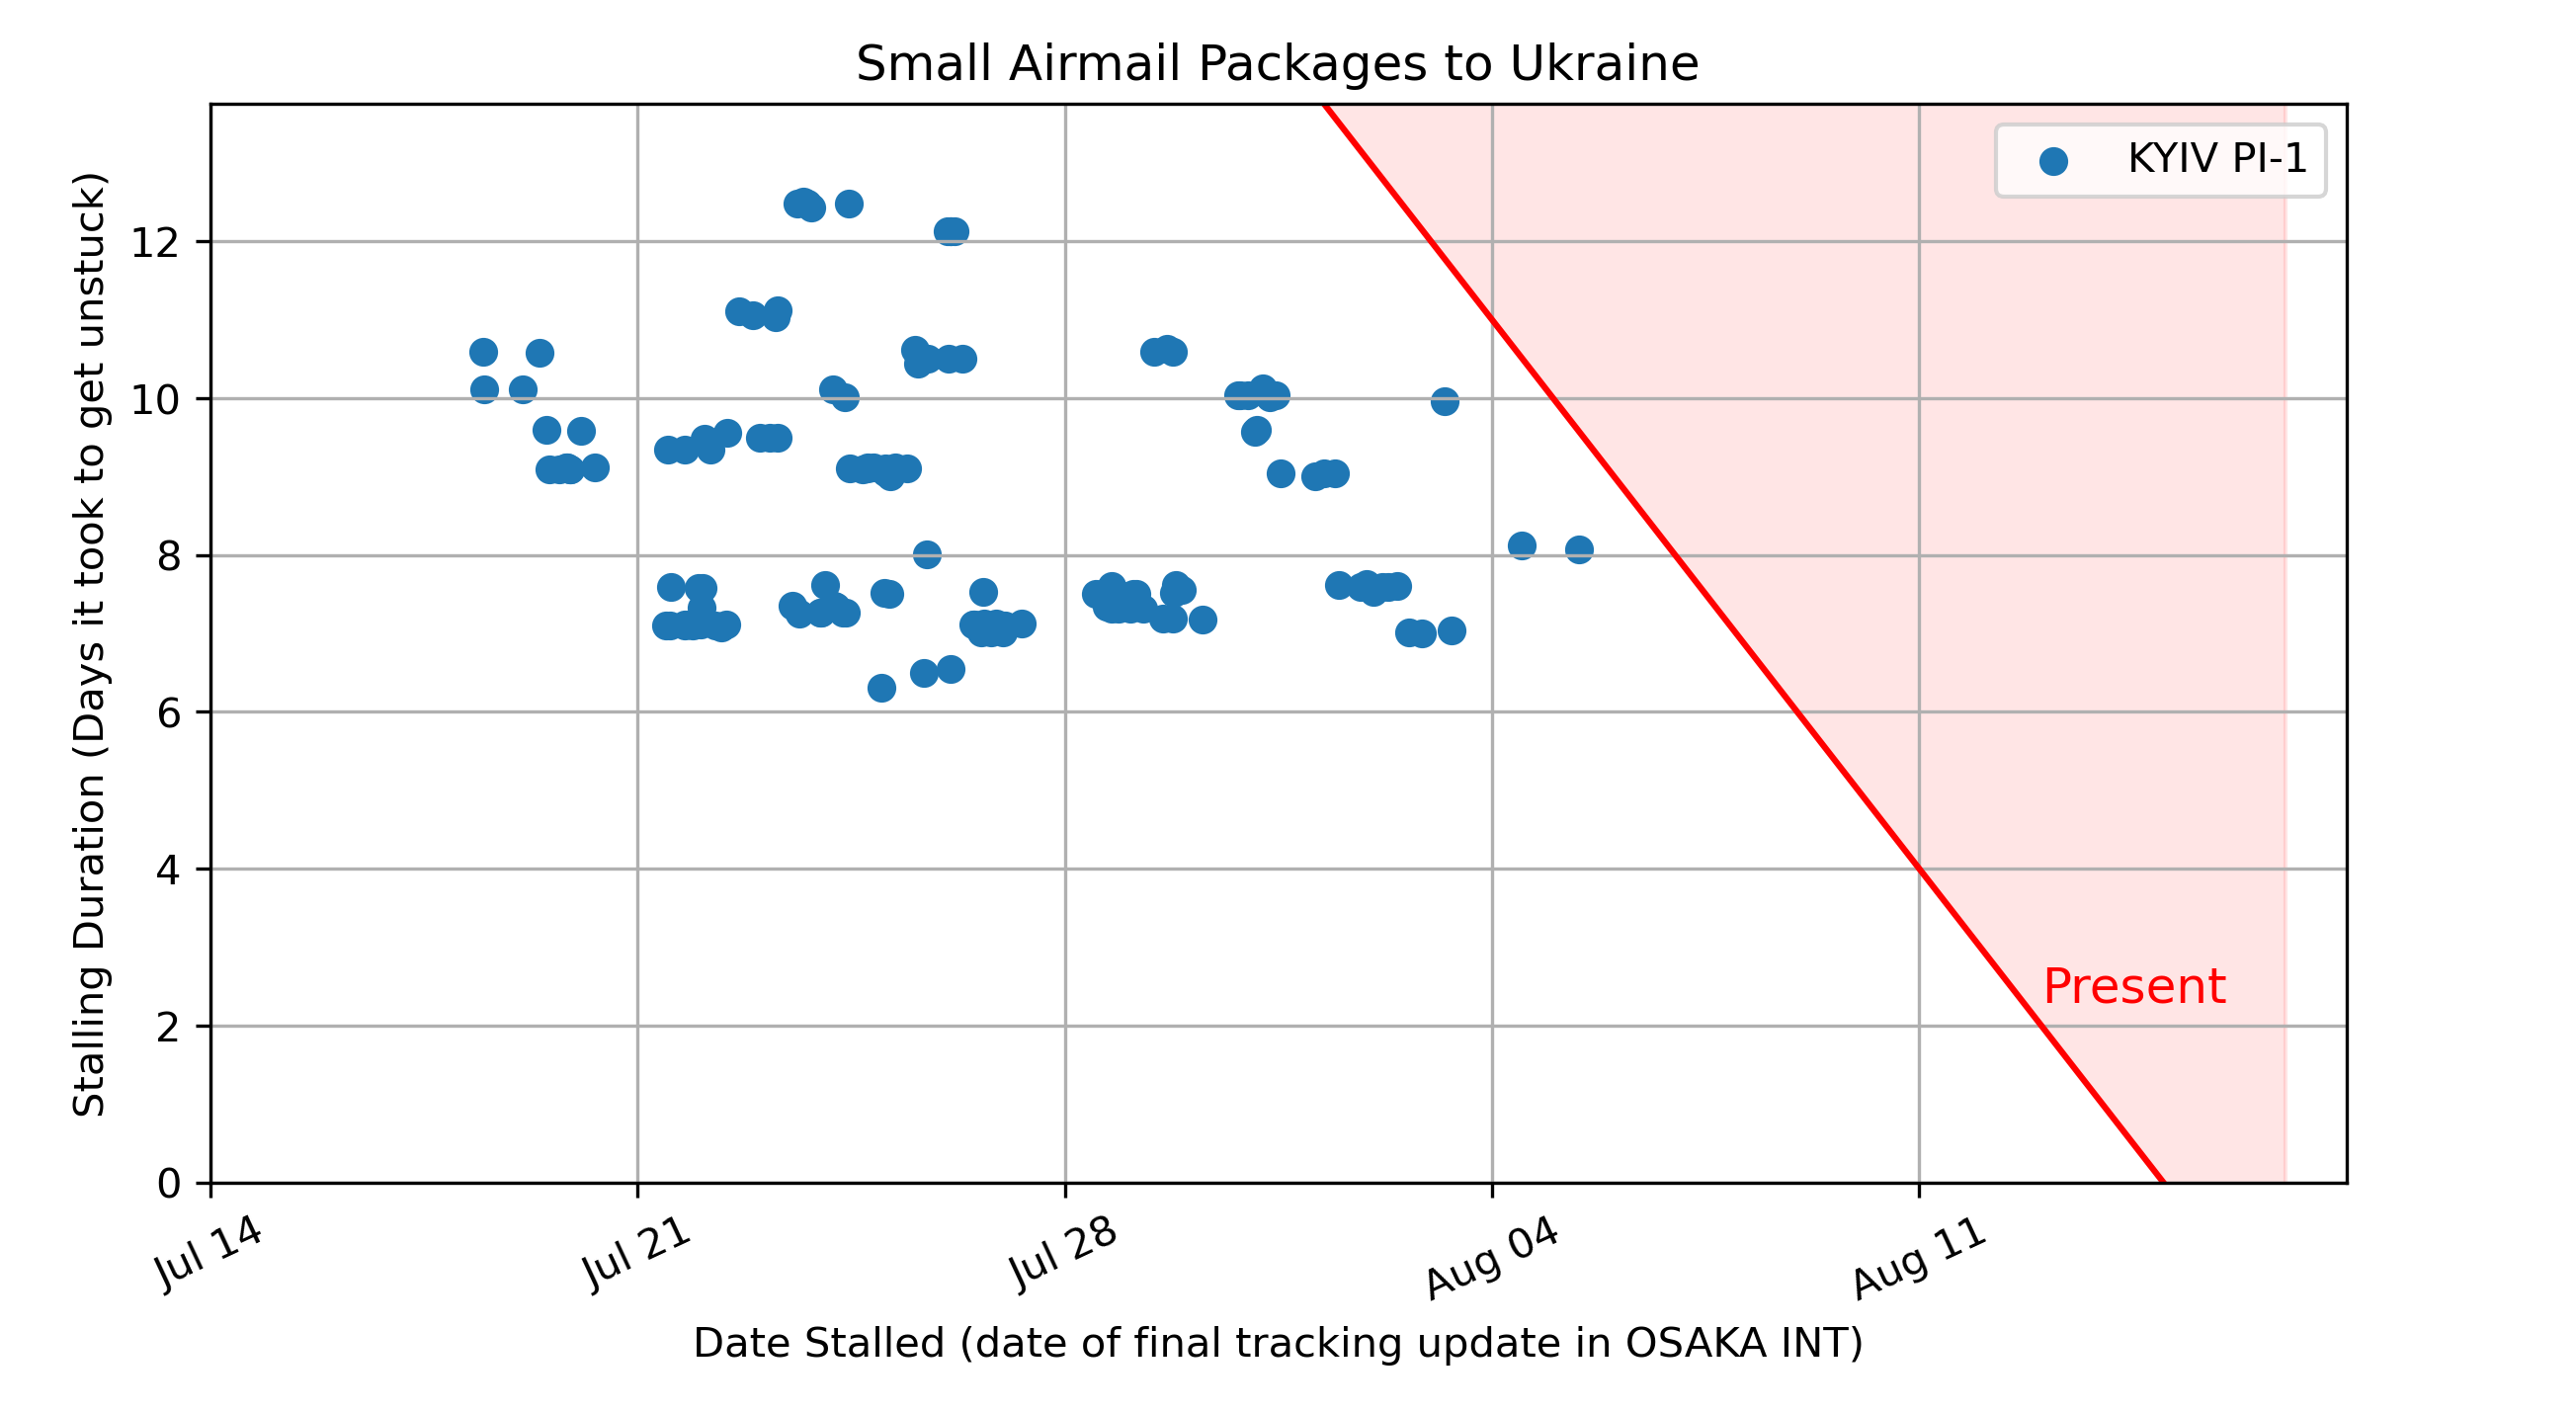 Small Airmail Packages to Ukraine
KYIV PI-1
Stalling Duration (Days it took to get unstuck)
12
10
8
6
4
2
0
Present
Jul 14
Jul 21
Jul 28
Aug 04
Aug 11
Date Stalled (date of final tracking update in OSAKA INT)